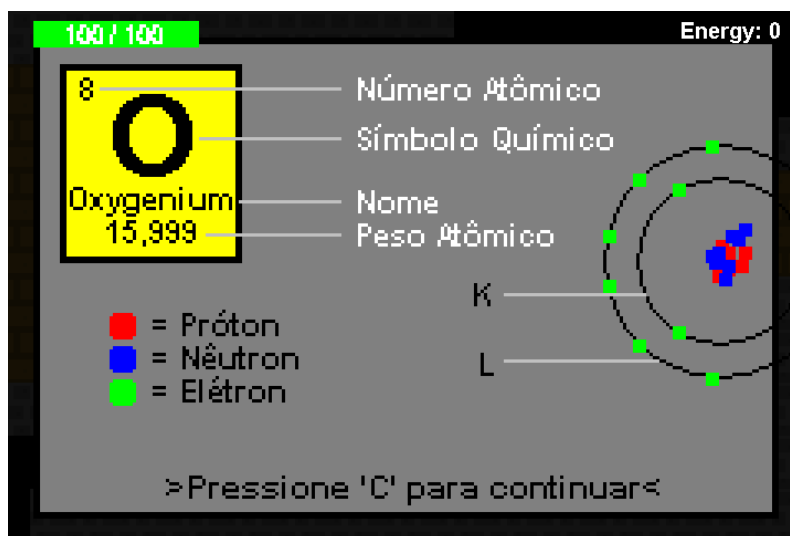 100 / 100
Energy: 0
8
Número Atômico
O
Símbolo Químico
Oxygenium
Nome
15,999
Peso Atômico
K
= Próton
= Nêutron
L
= Elétron
>Pressione 'C' para continuar<